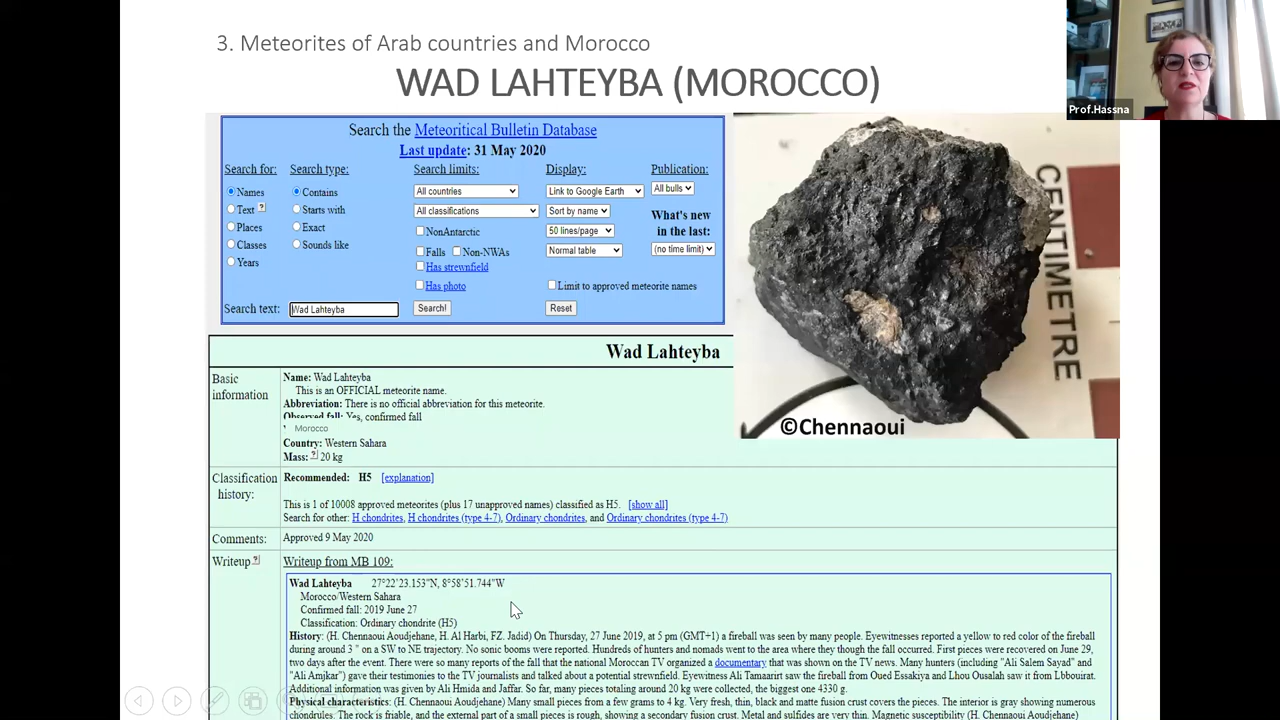 3. Meteorites of Arab countries and Morocco
WAD LAHTEYBA (MOROCCO)
Prof.Hassna
Search the Meteoritical Bulletin Database
Last update: 31 May 2020
Search for: Search type: Search limits: Display: Publication:
Names Contains All countries Link to Google Earth All bulls
Text ? Starts with All classifications Sort by name
Places Exact NonAntarctic 50 lines/page
Classes Sounds like Falls Non-NWAs Normal table
Years Has strewnfield
What's new
in the last:
(no time limit)
Has photo Limit to approved meteorite names
Search text: Wad Lahteyba Search! Reset
CENTIMETRE
©Chennaoui
Wad Lahteyba
Basic
information
Name: Wad Lahteyba
This is an OFFICIAL meteorite name.
Abbreviation: There is no official abbreviation for this meteorite.
Observed fall: Yes, confirmed fall
Morocco
Country: Western Sahara
Mass: ? 20 kg
Classification
history:
Recommended: H5 [explanation]
This is 1 of 10008 approved meteorites (plus 17 unapproved names) classified as H5. [show all]
Search for other: H chondrites, H chondrites (type 4-7), Ordinary chondrites, and Ordinary chondrites (type 4-7)
Comments: Approved 9 May 2020
Writeup ? Writeup from MB 109:
Wad Lahteyba 27°22'23.153"N, 8°58'51.744"W
Morocco/Western Sahara
Confirmed fall: 2019 June 27
Classification: Ordinary chondrite (H5)
History: (H. Chennaoui Aoudjehane, H. Al Harbi, FZ. Jadid) On Thursday, 27 June 2019, at 5 pm (GMT+1) a fireball was seen by many people. Eyewitnesses reported a yellow to red color of the fireball
during around 3 " on a SW to NE trajectory. No sonic booms were reported. Hundreds of hunters and nomads went to the area where they though the fall occurred. First pieces were recovered on June 29,
two days after the event. There were so many reports of the fall that the national Moroccan TV organized a documentary that was shown on the TV news. Many hunters (including "Ali Salem Sayad" and
"Ali Amjkar") gave their testimonies to the TV journalists and talked about a potential strewnfield. Eyewitness Ali Tamaarirt saw the fireball from Oued Essakiya and Lhou Ousalah saw it from Lbbouirat.
Additional information was given by Ali Hmida and Jaffar. So far, many pieces totaling around 20 kg were collected, the biggest one 4330 g.
Physical characteristics: (H. Chennaoui Aoudjehane) Many small pieces from a few grams to 4 kg. Very fresh, thin, black and matte fusion crust covers the pieces. The interior is gray showing numerous
chondrules. The rock is friable, and the external part of a small pieces is rough, showing a secondary fusion crust. Metal and sulfides are very thin. Magnetic susceptibility (H. Chennaoui Aoudjehane)